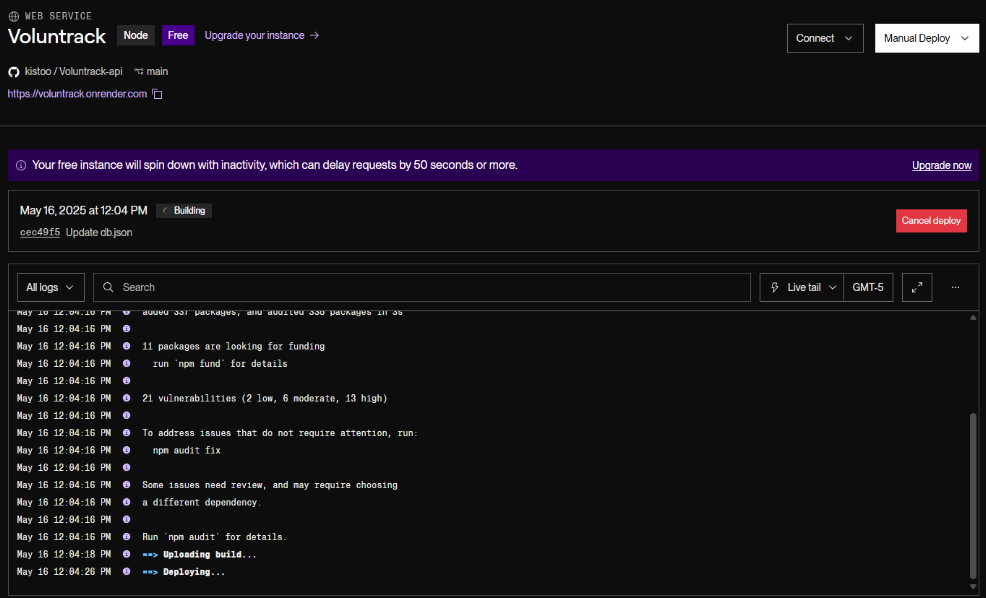 WEB SERVICE
Voluntrack Node Free Upgrade your instance →
Connect Manual Deploy
kistoo / Voluntrack-api main
https://voluntrack.onrender.com
Your free instance will spin down with inactivity, which can delay requests by 50 seconds or more. Upgrade now
May 16, 2025 at 12:04 PM Building
cec49f5 Update db.json
Cancel deploy
All logs Search Live tail GMT-5 ...
May 16 12:04:16 PM added 337 packages, and audited 338 packages in 3s
May 16 12:04:16 PM
May 16 12:04:16 PM 11 packages are looking for funding
May 16 12:04:16 PM run `npm fund` for details
May 16 12:04:16 PM
May 16 12:04:16 PM 21 vulnerabilities (2 low, 6 moderate, 13 high)
May 16 12:04:16 PM
May 16 12:04:16 PM To address issues that do not require attention, run:
May 16 12:04:16 PM npm audit fix
May 16 12:04:16 PM
May 16 12:04:16 PM Some issues need review, and may require choosing
May 16 12:04:16 PM a different dependency.
May 16 12:04:16 PM
May 16 12:04:16 PM Run `npm audit` for details.
May 16 12:04:18 PM ==> Uploading build...
May 16 12:04:26 PM ==> Deploying...